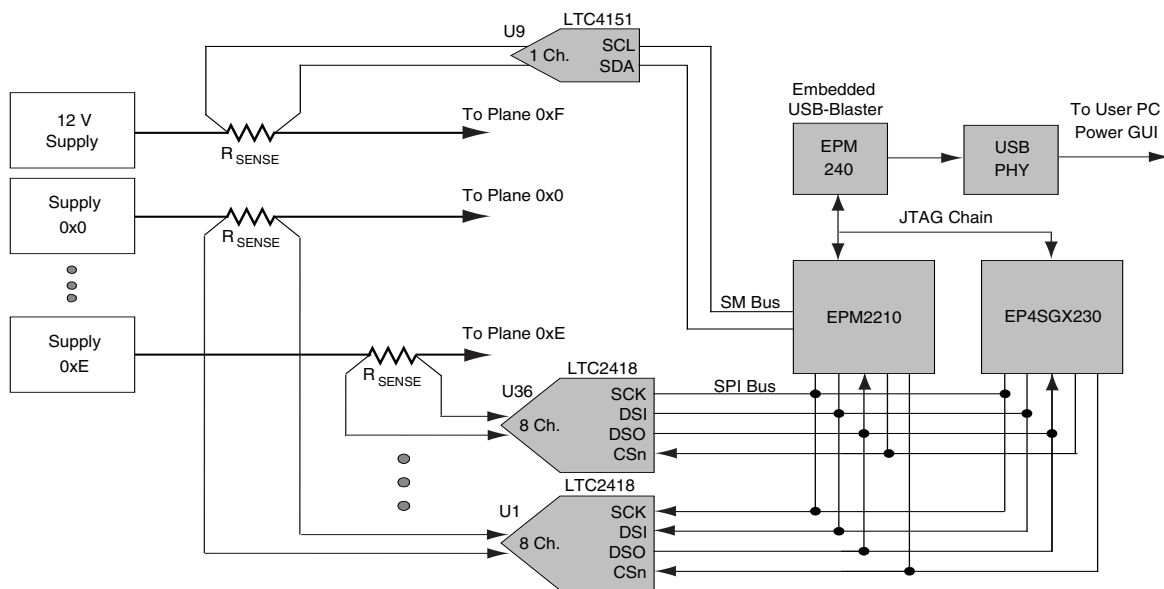 LTC4151
U9
1 Ch.
SCL
SDA
12 V
Supply
R SENSE
To Plane 0xF
Embedded
USB-Blaster
EPM
240
USB
PHY
To User PC
Power GUI
Supply
0x0
R SENSE
To Plane 0x0
JTAG Chain
SM Bus
EPM2210
EP4SGX230
Supply
0xE
To Plane 0xE
R SENSE
LTC2418
U36
8 Ch.
SCK
DSI
DSO
CSn
SPI Bus
LTC2418
U1
8 Ch.
SCK
DSI
DSO
CSn